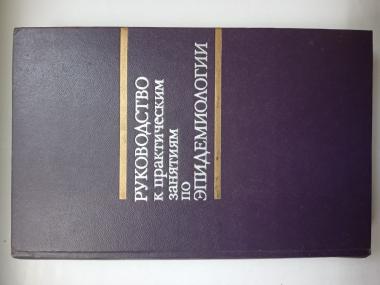 РУКОВОДСТВО
К ПРАКТИЧЕСКИМ
ЗАНЯТИЯМ
ПО
ЭПИДЕМИОЛОГИИ